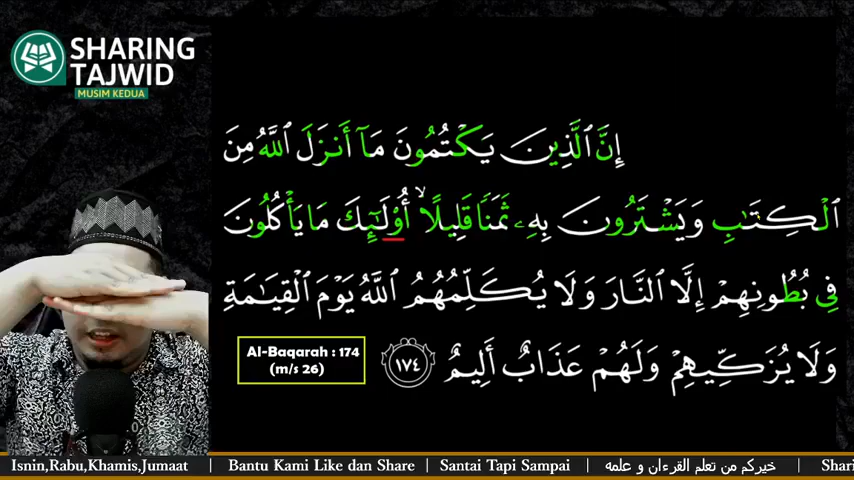 SHARING
TAJWID
MUSIM KEDUA
إِنَّ ٱلَّذِينَ يَكْتُمُونَ مَآ أَنزَلَ ٱللَّهُ مِنَ
ٱلْكِتَٰبِ وَيَشْتَرُونَ بِهِۦ ثَمَنًا قَلِيلًا ۙ أُو۟لَٰٓئِكَ مَا يَأْكُلُونَ
فِى بُطُونِهِمْ إِلَّا ٱلنَّارَ وَلَا يُكَلِّمُهُمُ ٱللَّهُ يَوْمَ ٱلْقِيَٰمَةِ
وَلَا يُزَكِّيهِمْ وَلَهُمْ عَذَابٌ أَلِيمٌ ١٧٤
Al-Baqarah : 174
(m/s 26)
Isnin,Rabu,Khamis,Jumaat | Bantu Kami Like dan Share | Santai Tapi Sampai | خيركم من تعلم القرءان و علمه | Shari